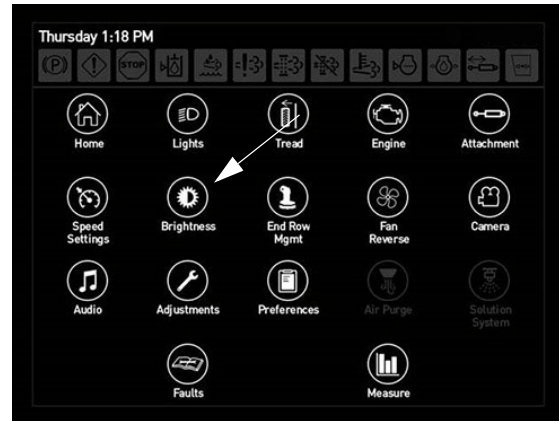 Thursday 1:18 PM
(P) STOP
Home Lights Tread Engine Attachment
Speed Brightness End Row Fan Camera
Settings Mgmt Reverse
Audio Adjustments Preferences Air Purge Solution
System
Faults Measure